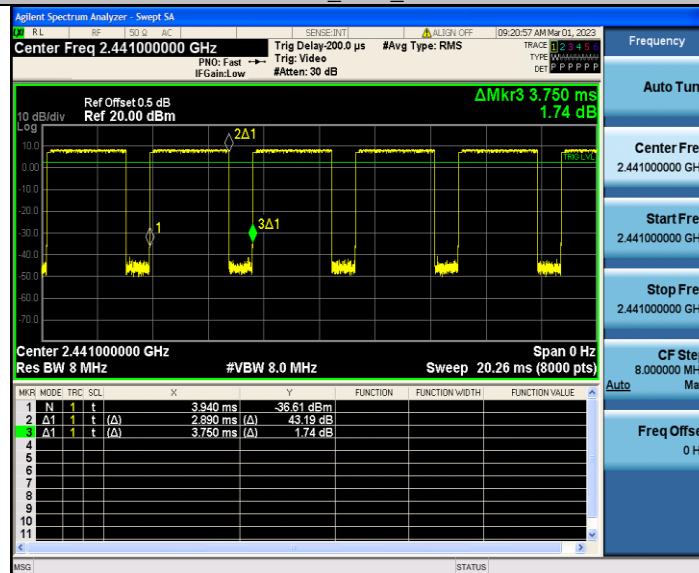 Agilent Spectrum Analyzer - Swept SA
RL RF 50 Ω AC SENSE:INT ALIGN OFF 09:20:57 AM Mar 01, 2023
Center Freq 2.441000000 GHz
Trig Delay-200.0 µs #Avg Type: RMS
TRACE 1 2 3 4 5 6
PNO: Fast Trig: Video
TYPE
IFGain:Low #Atten: 30 dB
DET P P P P P P
Ref Offset 0.5 dB
ΔMkr3 3.750 ms
10 dB/div Ref 20.00 dBm
1.74 dB
Log
10.0
0.00
-10.0
-20.0
-30.0
-40.0
-50.0
-60.0
-70.0
2Δ1
TRIG LVL
1
3Δ1
Center 2.441000000 GHz Span 0 Hz
Res BW 8 MHz #VBW 8.0 MHz Sweep 20.26 ms (8000 pts)
MKR MODE TRC SCL X Y FUNCTION FUNCTION WIDTH FUNCTION VALUE
1 N 1 t 3.940 ms -36.61 dBm
2 Δ1 1 t (Δ) 2.890 ms (Δ) 43.19 dB
3 Δ1 1 t (Δ) 3.750 ms (Δ) 1.74 dB
4
5
6
7
8
9
10
11
MSG STATUS
Frequency
Auto Tun
Center Fre
2.441000000 GH
Start Fre
2.441000000 GH
Stop Fre
2.441000000 GH
CF Ste
8.000000 MH
Auto Ma
Freq Offse
0 H